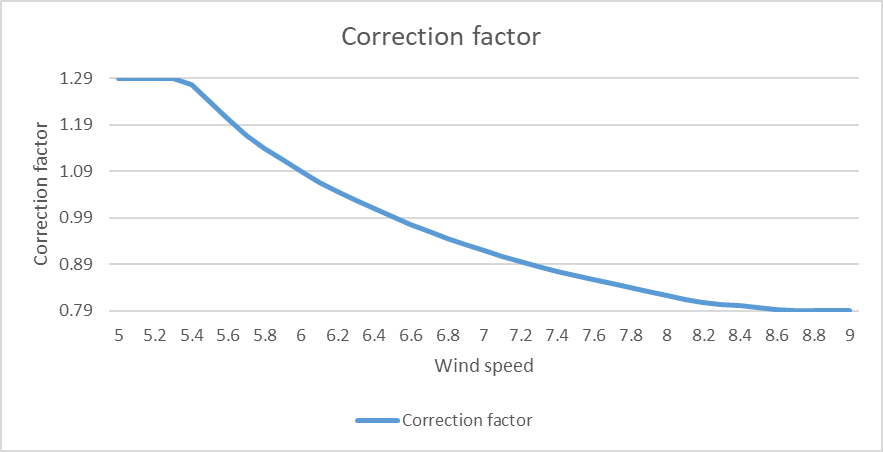 Correction factor
1.29
1.19
1.09
0.99
0.89
0.79
Correction factor
5 5.2 5.4 5.6 5.8 6 6.2 6.4 6.6 6.8 7 7.2 7.4 7.6 7.8 8 8.2 8.4 8.6 8.8 9
Wind speed
Correction factor